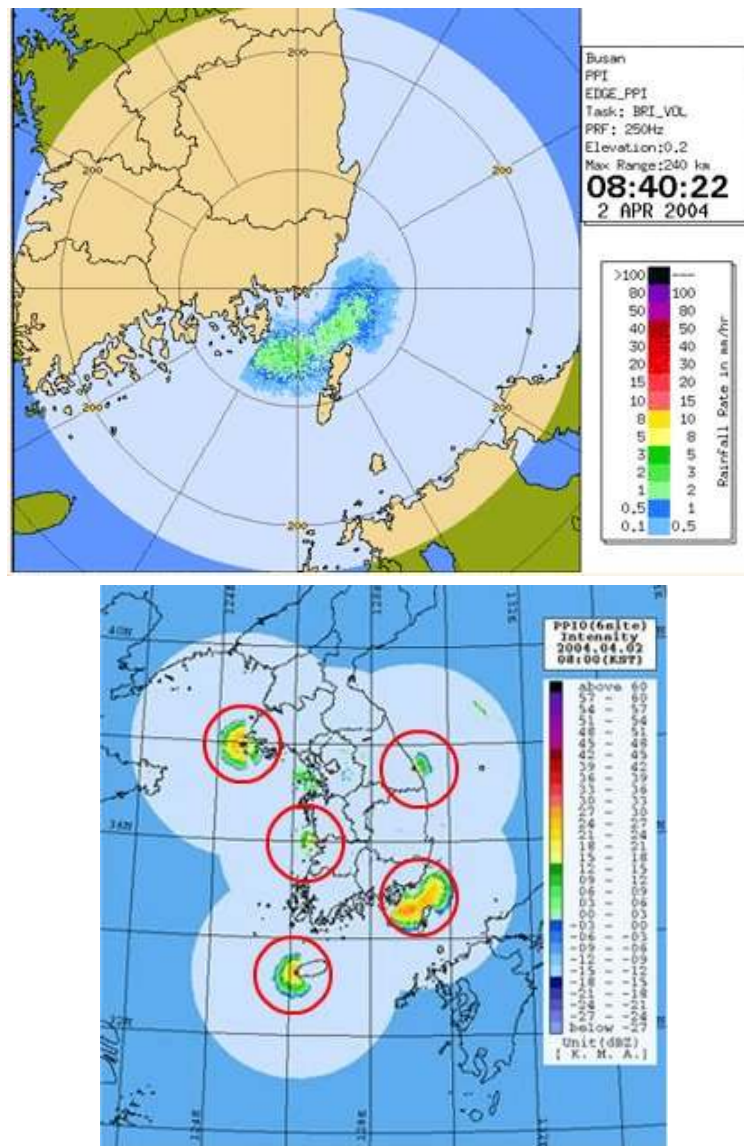 Busan
PPI
EDGE_PPI
Task: BRI_VOL
PRF: 250Hz
Elevation:0.2
Max Range:240 km
08:40:22
2 APR 2004
200
200
200
200
200
200
>100 ----
80 100
50 80
40 50
30 40
20 30
15 20
10 15
8 10
5 8
3 5
2 3
1 2
0.5 1
0.1 0.5
Rainfall Rate in mm/hr
PPI0(6site)
Intensity
2004.04.02
08:00(KST)
above 60
57 ~ 60
54 ~ 57
51 ~ 54
48 ~ 51
45 ~ 48
42 ~ 45
39 ~ 42
36 ~ 39
33 ~ 36
30 ~ 33
27 ~ 30
24 ~ 27
21 ~ 24
18 ~ 21
15 ~ 18
12 ~ 15
09 ~ 12
06 ~ 09
03 ~ 06
00 ~ 03
-03 ~ 00
-06 ~ -03
-09 ~ -06
-12 ~ -09
-15 ~ -12
-18 ~ -15
-21 ~ -18
-24 ~ -21
-27 ~ -24
below -27
Unit(dBZ)
[ K. M. A.]
124E
128E
40N
124E
128E